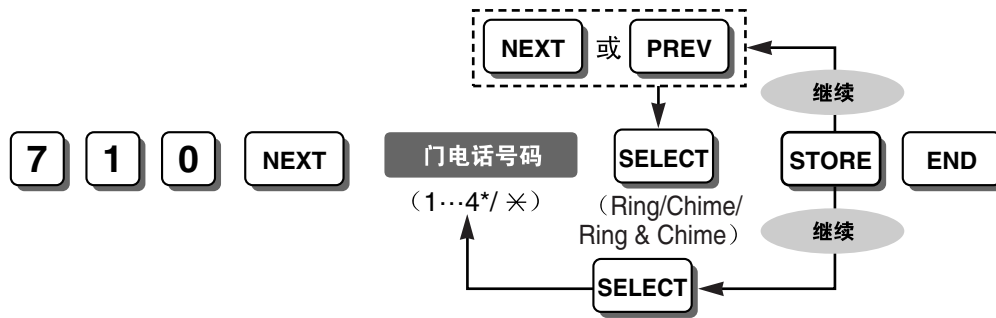 NEXT 或 PREV
继续
7 1 0 NEXT 门电话号码 SELECT STORE END
（1…4*/ ✳）
（Ring/Chime/
Ring & Chime）
继续
SELECT